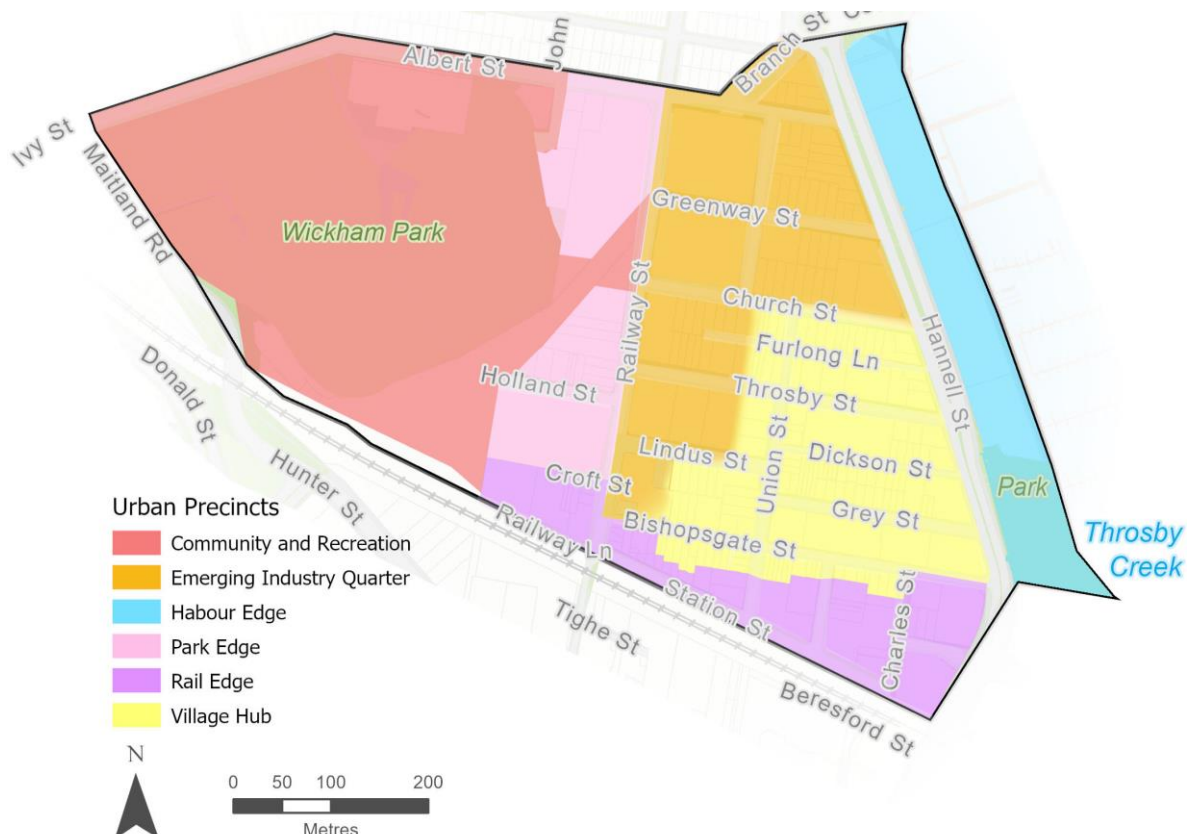 Ivy St
Maitland Rd
Albert St
John
Branch St
Wickham Park
Greenway St
Railway St
Church St
Furlong Ln
Hannell St
Holland St
Throsby St
Union St
Lindus St
Dickson St
Croft St
Grey St
Park
Bishopsgate St
Donald St
Hunter St
Railway Ln
Station St
Charles St
Throsby
Creek
Tighe St
Beresford St
Urban Precincts
Community and Recreation
Emerging Industry Quarter
Habour Edge
Park Edge
Rail Edge
Village Hub
N
0 50 100 200
Metres